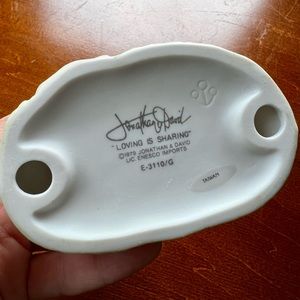 Jonathan & David
"LOVING IS SHARING"
©1979 JONATHAN & DAVID
LIC. ENESCO IMPORTS
E-3110/G
TAIWAN